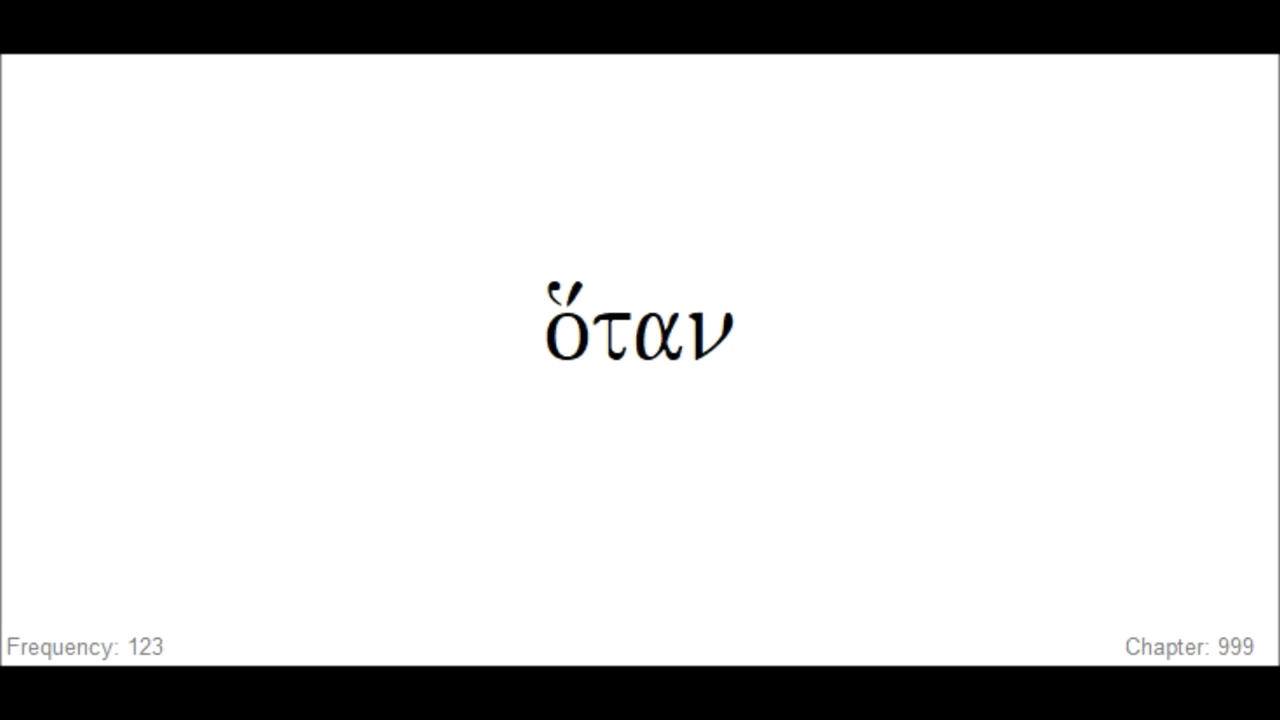 ὅταν
Frequency: 123
Chapter: 999